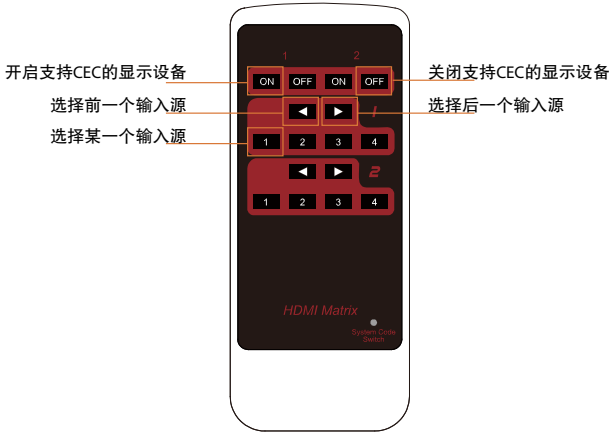 1 2
开启支持CEC的显示设备
ON OFF ON OFF
关闭支持CEC的显示设备
选择前一个输入源
◀ ▶ 1
选择后一个输入源
选择某一个输入源
1 2 3 4
◀ ▶ 2
1 2 3 4
HDMI Matrix
System Code
Switch